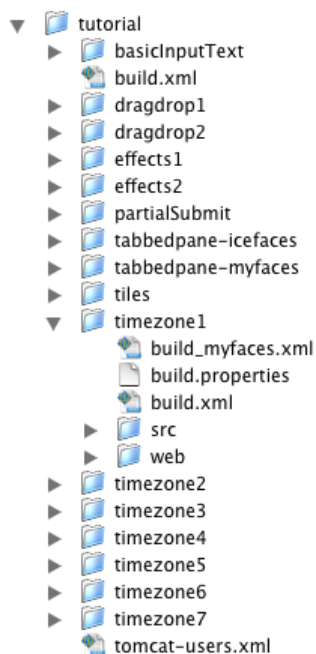 tutorial
basicInputText
build.xml
dragdrop1
dragdrop2
effects1
effects2
partialSubmit
tabbedpane-icefaces
tabbedpane-myfaces
tiles
timezone1
build_myfaces.xml
build.properties
build.xml
src
web
timezone2
timezone3
timezone4
timezone5
timezone6
timezone7
tomcat-users.xml